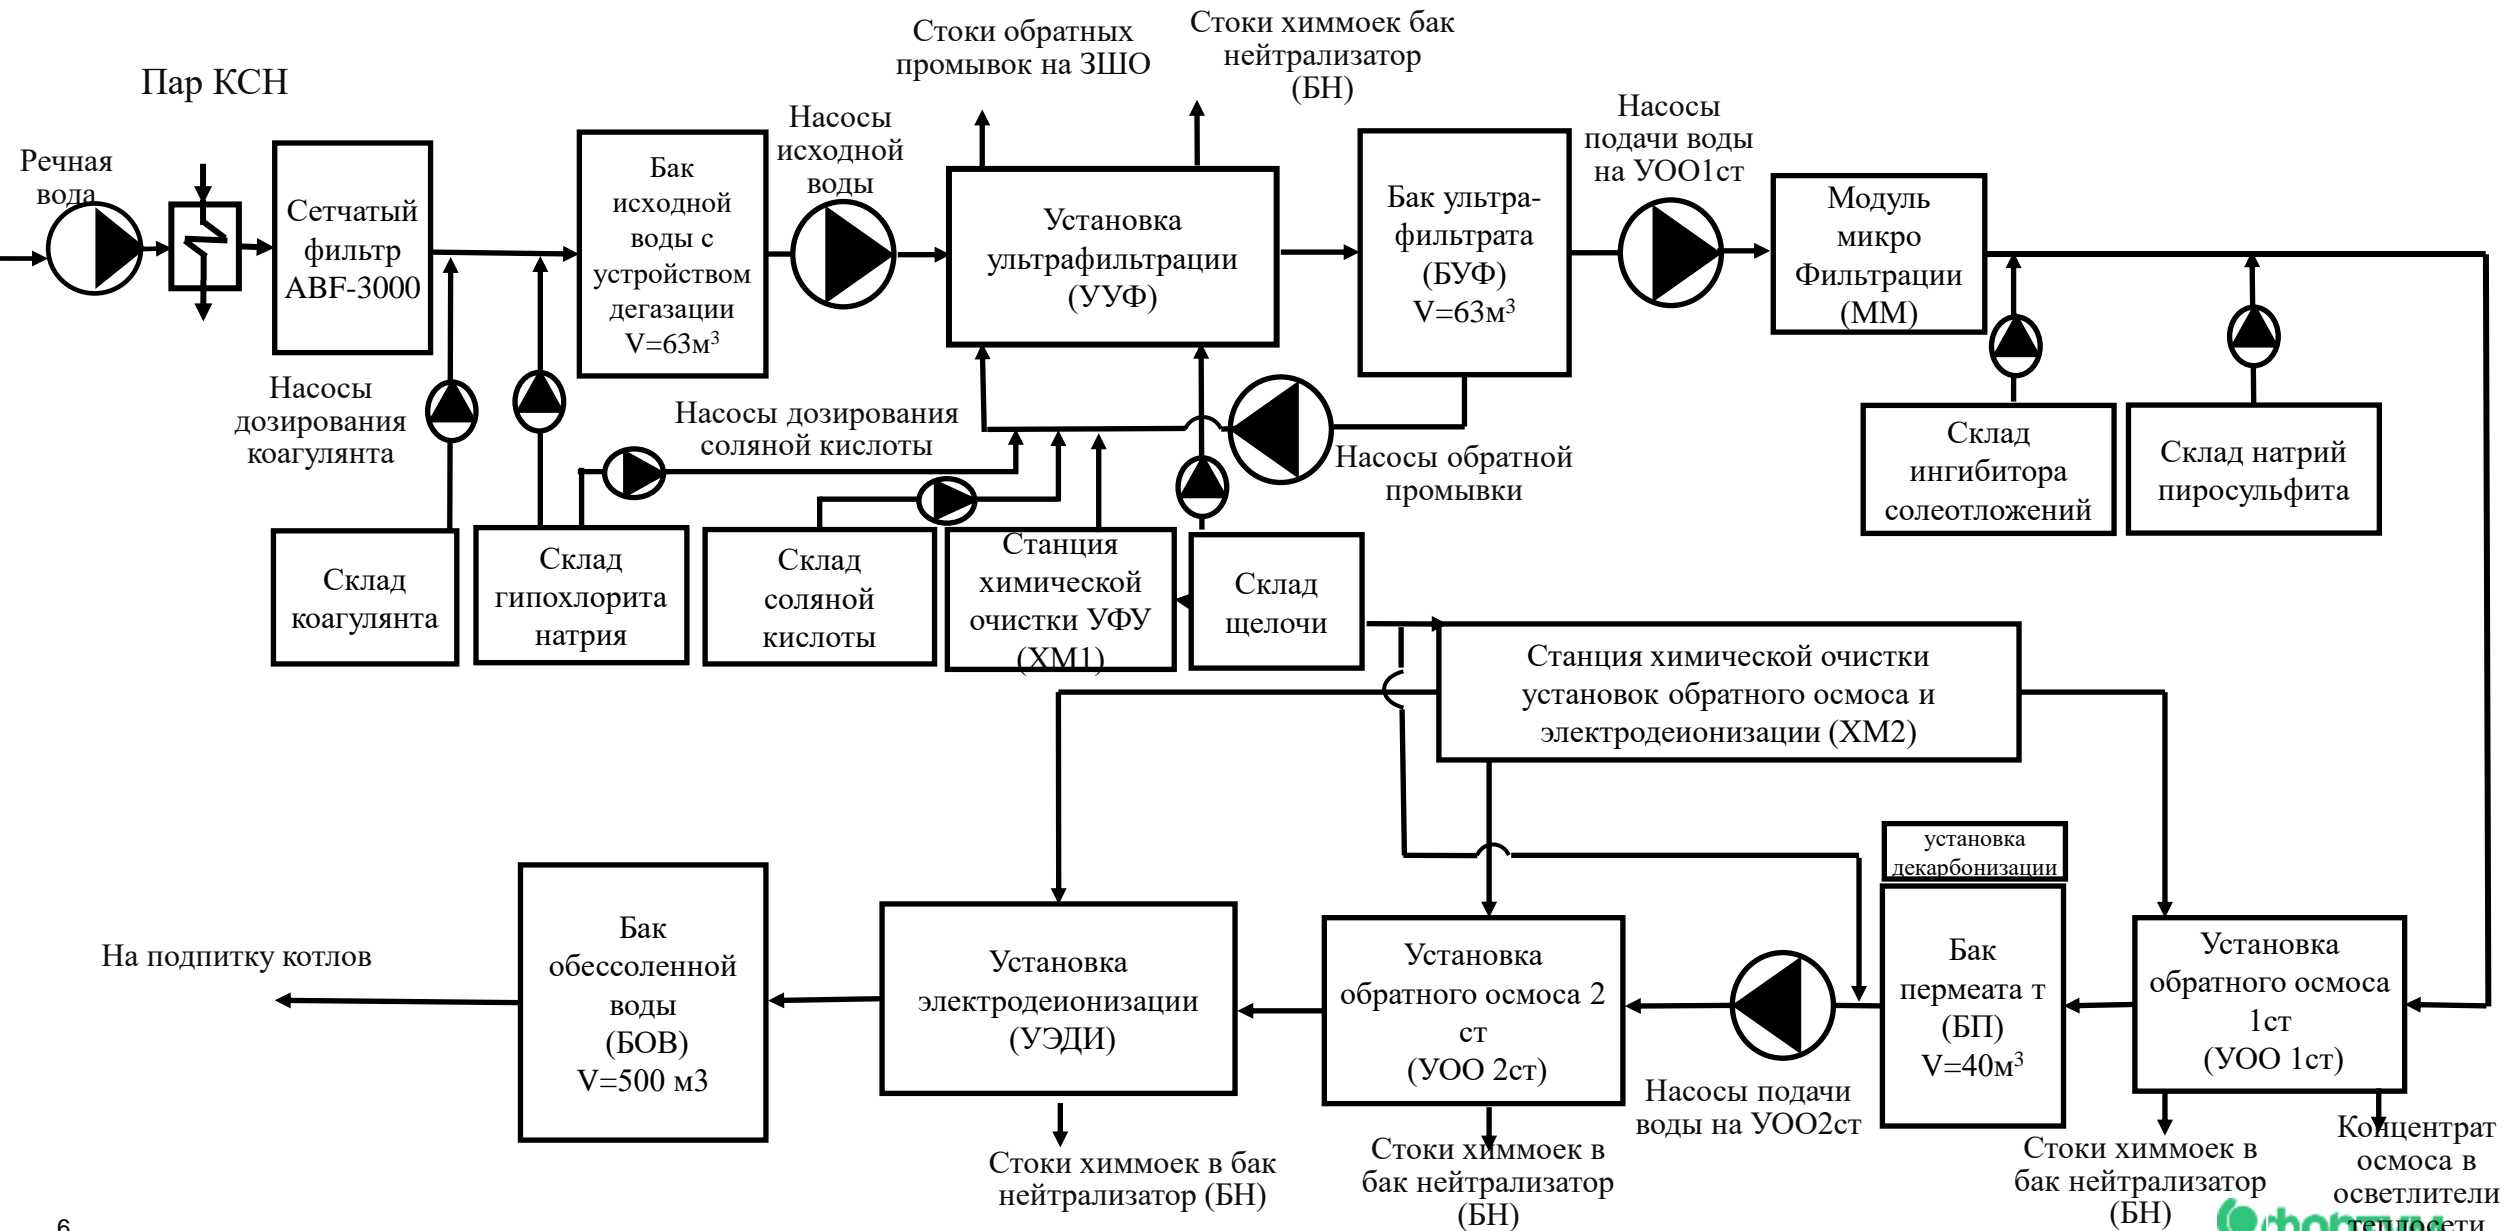 Пар КСН
Речная
вода
Сетчатый
фильтр
ABF-3000
Бак
исходной
воды с
устройством
дегазации
V=63м³
Насосы
исходной
воды
Стоки обратных
промывок на ЗШО
Стоки химмоек бак
нейтрализатор
(БН)
Установка
ультрафильтрации
(УУФ)
Бак ультра-
фильтрата
(БУФ)
V=63м³
Насосы
подачи воды
на УОО1ст
Модуль
микро
Фильтрации
(ММ)
Насосы
дозирования
коагулянта
Насосы дозирования
соляной кислоты
Насосы обратной
промывки
Склад
ингибитора
солеотложений
Склад натрий
пиросульфита
Склад
коагулянта
Склад
гипохлорита
натрия
Склад
соляной
кислоты
Станция
химической
очистки УФУ
(ХМ1)
Склад
щелочи
Станция химической очистки
установок обратного осмоса и
электродеионизации (ХМ2)
установка
декарбонизации
На подпитку котлов
Бак
обессоленной
воды
(БОВ)
V=500 м3
Установка
электродеионизации
(УЭДИ)
Установка
обратного осмоса 2
ст
(УОО 2ст)
Насосы подачи
воды на УОО2ст
Бак
пермеата т
(БП)
V=40м³
Установка
обратного осмоса
1ст
(УОО 1ст)
Стоки химмоек в бак
нейтрализатор (БН)
Стоки химмоек в
бак нейтрализатор
(БН)
Стоки химмоек в
бак нейтрализатор
(БН)
Концентрат
осмоса в
осветлители
теплосети
6